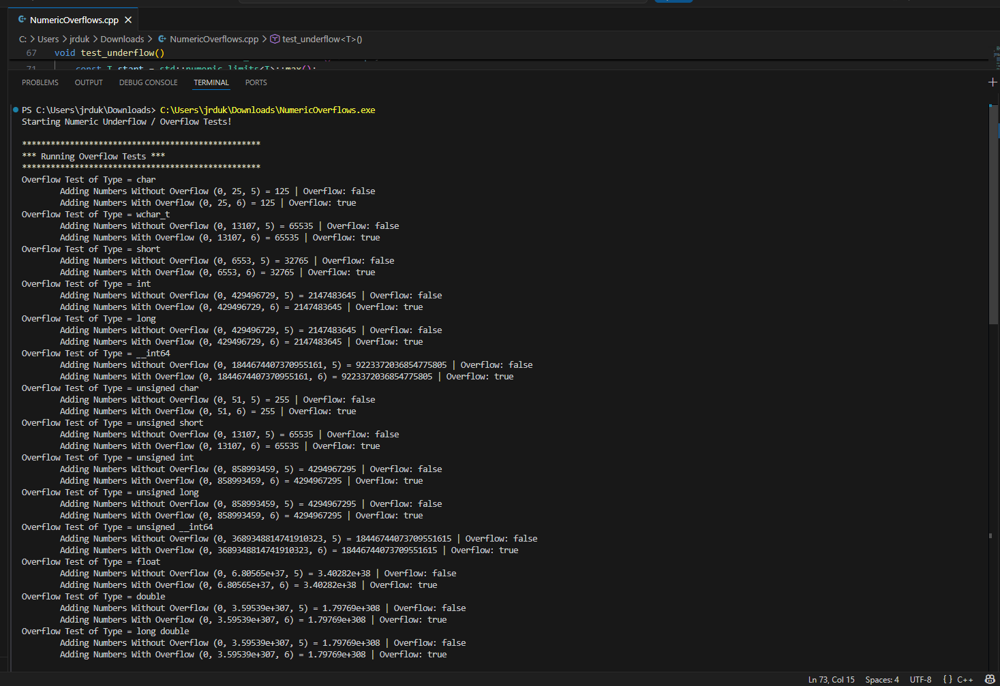 NumericOverflows.cpp
C: > Users > jrduk > Downloads > NumericOverflows.cpp > test_underflow<T>()
67 void test_underflow()
71 const T start = std::numeric_limits<T>::max();
PROBLEMS OUTPUT DEBUG CONSOLE TERMINAL PORTS
PS C:\Users\jrduk\Downloads> C:\Users\jrduk\Downloads\NumericOverflows.exe
Starting Numeric Underflow / Overflow Tests!
**************************************************
*** Running Overflow Tests ***
**************************************************
Overflow Test of Type = char
Adding Numbers Without Overflow (0, 25, 5) = 125 | Overflow: false
Adding Numbers With Overflow (0, 25, 6) = 125 | Overflow: true
Overflow Test of Type = wchar_t
Adding Numbers Without Overflow (0, 13107, 5) = 65535 | Overflow: false
Adding Numbers With Overflow (0, 13107, 6) = 65535 | Overflow: true
Overflow Test of Type = short
Adding Numbers Without Overflow (0, 6553, 5) = 32765 | Overflow: false
Adding Numbers With Overflow (0, 6553, 6) = 32765 | Overflow: true
Overflow Test of Type = int
Adding Numbers Without Overflow (0, 429496729, 5) = 2147483645 | Overflow: false
Adding Numbers With Overflow (0, 429496729, 6) = 2147483645 | Overflow: true
Overflow Test of Type = long
Adding Numbers Without Overflow (0, 429496729, 5) = 2147483645 | Overflow: false
Adding Numbers With Overflow (0, 429496729, 6) = 2147483645 | Overflow: true
Overflow Test of Type = __int64
Adding Numbers Without Overflow (0, 1844674407370955161, 5) = 9223372036854775805 | Overflow: false
Adding Numbers With Overflow (0, 1844674407370955161, 6) = 9223372036854775805 | Overflow: true
Overflow Test of Type = unsigned char
Adding Numbers Without Overflow (0, 51, 5) = 255 | Overflow: false
Adding Numbers With Overflow (0, 51, 6) = 255 | Overflow: true
Overflow Test of Type = unsigned short
Adding Numbers Without Overflow (0, 13107, 5) = 65535 | Overflow: false
Adding Numbers With Overflow (0, 13107, 6) = 65535 | Overflow: true
Overflow Test of Type = unsigned int
Adding Numbers Without Overflow (0, 858993459, 5) = 4294967295 | Overflow: false
Adding Numbers With Overflow (0, 858993459, 6) = 4294967295 | Overflow: true
Overflow Test of Type = unsigned long
Adding Numbers Without Overflow (0, 858993459, 5) = 4294967295 | Overflow: false
Adding Numbers With Overflow (0, 858993459, 6) = 4294967295 | Overflow: true
Overflow Test of Type = unsigned __int64
Adding Numbers Without Overflow (0, 3689348814741910323, 5) = 18446744073709551615 | Overflow: false
Adding Numbers With Overflow (0, 3689348814741910323, 6) = 18446744073709551615 | Overflow: true
Overflow Test of Type = float
Adding Numbers Without Overflow (0, 6.80565e+37, 5) = 3.40282e+38 | Overflow: false
Adding Numbers With Overflow (0, 6.80565e+37, 6) = 3.40282e+38 | Overflow: true
Overflow Test of Type = double
Adding Numbers Without Overflow (0, 3.59539e+307, 5) = 1.79769e+308 | Overflow: false
Adding Numbers With Overflow (0, 3.59539e+307, 6) = 1.79769e+308 | Overflow: true
Overflow Test of Type = long double
Adding Numbers Without Overflow (0, 3.59539e+307, 5) = 1.79769e+308 | Overflow: false
Adding Numbers With Overflow (0, 3.59539e+307, 6) = 1.79769e+308 | Overflow: true
Ln 73, Col 15 Spaces: 4 UTF-8 {} C++